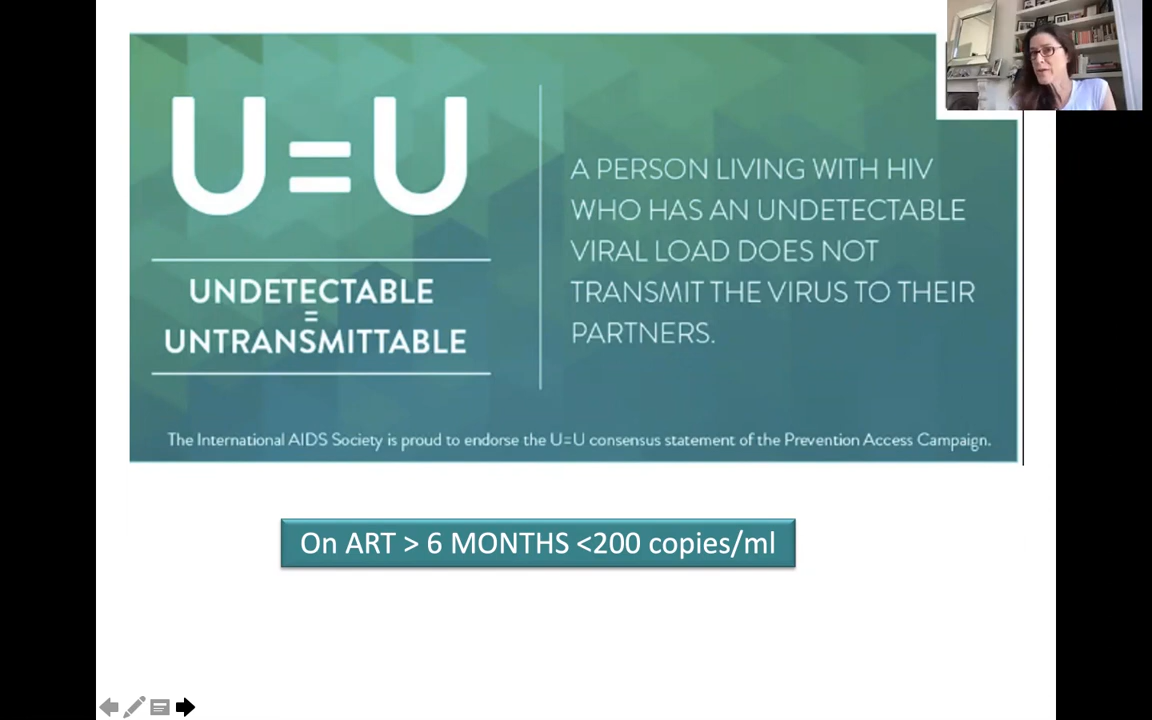 U=U
UNDETECTABLE
=
UNTRANSMITTABLE
A PERSON LIVING WITH HIV
WHO HAS AN UNDETECTABLE
VIRAL LOAD DOES NOT
TRANSMIT THE VIRUS TO THEIR
PARTNERS.
The International AIDS Society is proud to endorse the U=U consensus statement of the Prevention Access Campaign.
On ART > 6 MONTHS <200 copies/ml